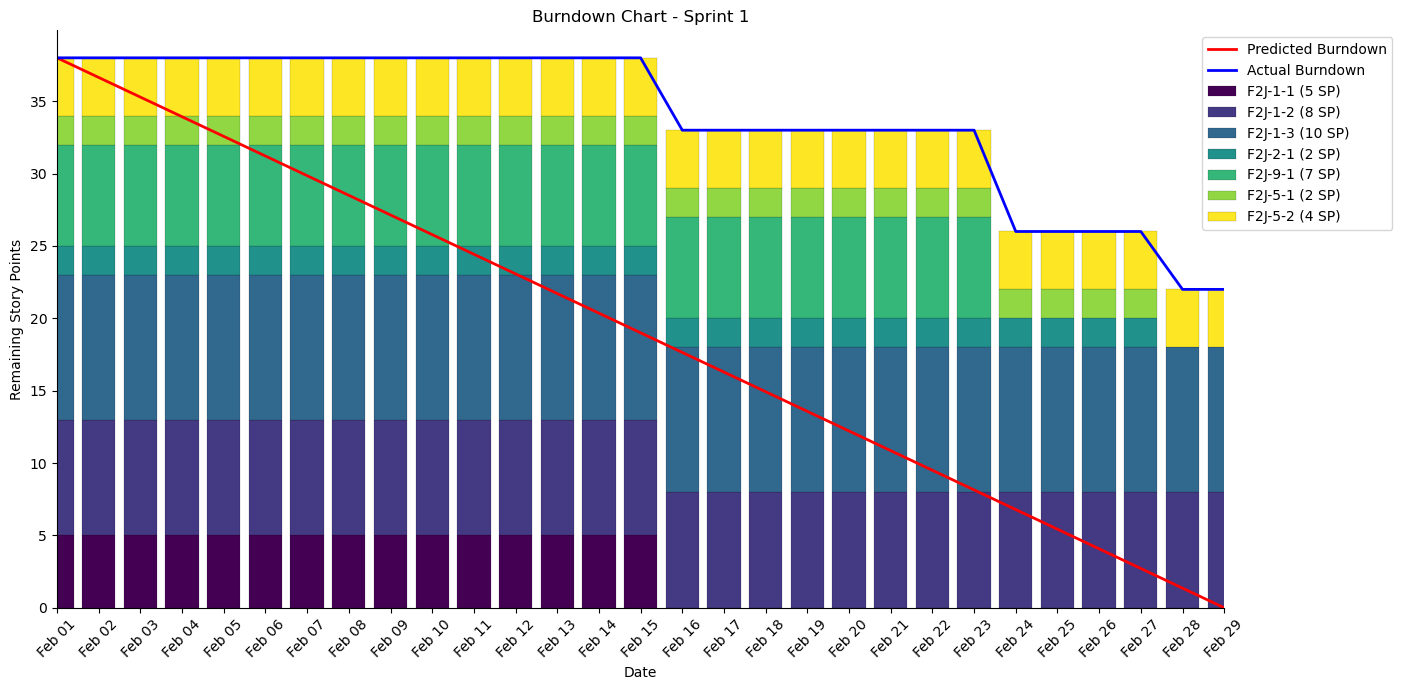 Burndown Chart - Sprint 1
Predicted Burndown
Actual Burndown
F2J-1-1 (5 SP)
F2J-1-2 (8 SP)
F2J-1-3 (10 SP)
F2J-2-1 (2 SP)
F2J-9-1 (7 SP)
F2J-5-1 (2 SP)
F2J-5-2 (4 SP)
Remaining Story Points
35
30
25
20
15
10
5
0
Feb 01
Feb 02
Feb 03
Feb 04
Feb 05
Feb 06
Feb 07
Feb 08
Feb 09
Feb 10
Feb 11
Feb 12
Feb 13
Feb 14
Feb 15
Feb 16
Feb 17
Feb 18
Feb 19
Feb 20
Feb 21
Feb 22
Feb 23
Feb 24
Feb 25
Feb 26
Feb 27
Feb 28
Feb 29
Date